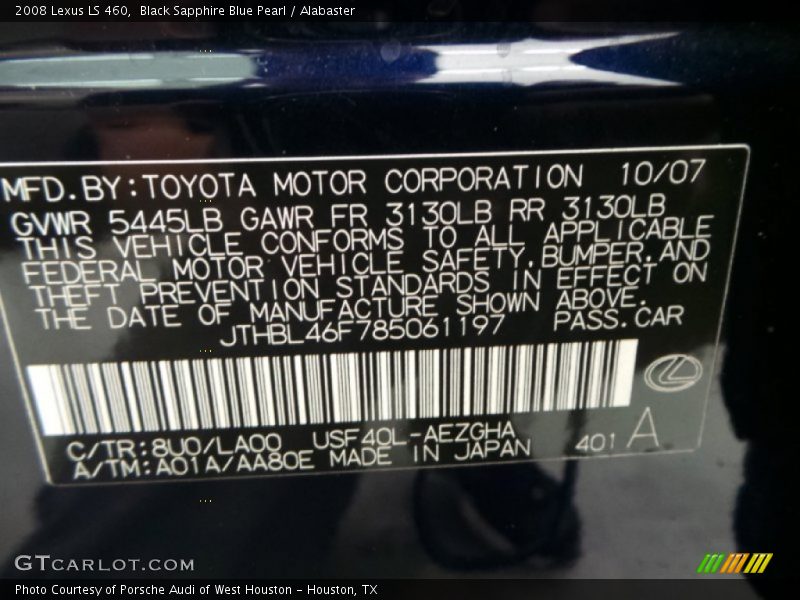 2008 Lexus LS 460,  Black Sapphire Blue Pearl / Alabaster
MFD.BY:TOYOTA MOTOR CORPORATION 10/07
GVWR 5445LB GAWR FR 3130LB RR 3130LB
THIS VEHICLE CONFORMS TO ALL APPLICABLE
FEDERAL MOTOR VEHICLE SAFETY,BUMPER,AND
THEFT PREVENTION STANDARDS IN EFFECT ON
THE DATE OF MANUFACTURE SHOWN ABOVE.
JTHBL46F785061197 PASS.CAR
C/TR:8U0/LA00 USF40L-AEZGHA
A/TM:A01A/AA80E MADE IN JAPAN 401 A
GTCARLOT.COM
Photo Courtesy of Porsche Audi of West Houston - Houston, TX